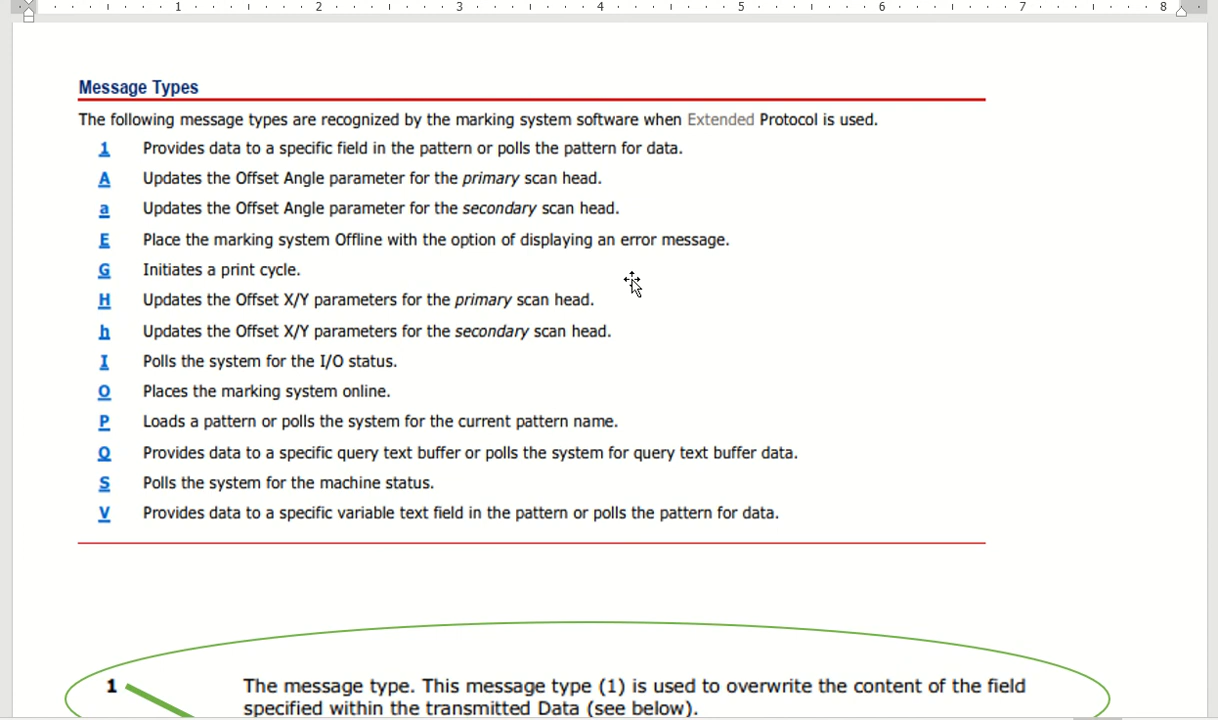 1 2 3 4 5 6 7 8
Message Types
The following message types are recognized by the marking system software when Extended Protocol is used.
1 Provides data to a specific field in the pattern or polls the pattern for data.
A Updates the Offset Angle parameter for the primary scan head.
a Updates the Offset Angle parameter for the secondary scan head.
E Place the marking system Offline with the option of displaying an error message.
G Initiates a print cycle.
H Updates the Offset X/Y parameters for the primary scan head.
h Updates the Offset X/Y parameters for the secondary scan head.
I Polls the system for the I/O status.
O Places the marking system online.
P Loads a pattern or polls the system for the current pattern name.
Q Provides data to a specific query text buffer or polls the system for query text buffer data.
S Polls the system for the machine status.
V Provides data to a specific variable text field in the pattern or polls the pattern for data.
1 The message type. This message type (1) is used to overwrite the content of the field
specified within the transmitted Data (see below).